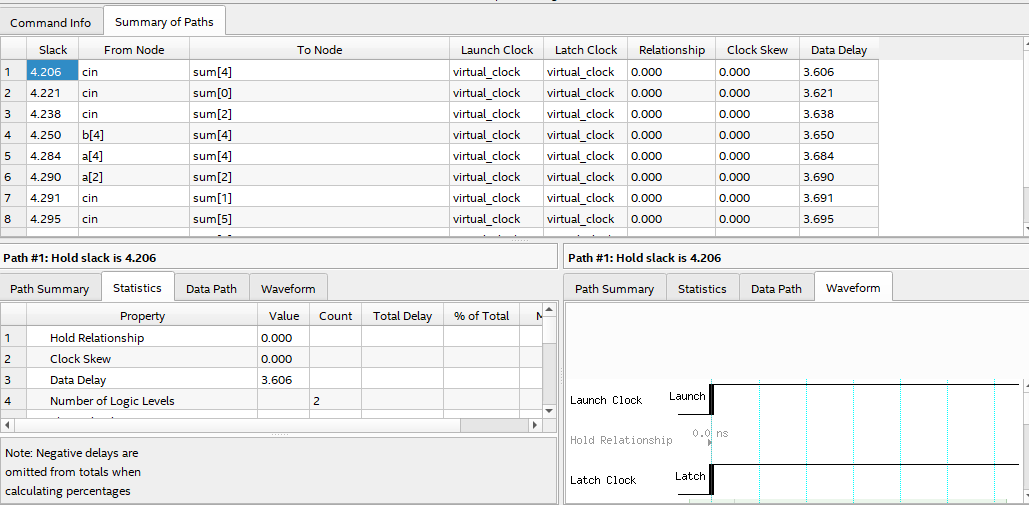 Command Info Summary of Paths
Slack From Node To Node Launch Clock Latch Clock Relationship Clock Skew Data Delay
1 4.206 cin sum[4] virtual_clock virtual_clock 0.000 0.000 3.606
2 4.221 cin sum[0] virtual_clock virtual_clock 0.000 0.000 3.621
3 4.238 cin sum[2] virtual_clock virtual_clock 0.000 0.000 3.638
4 4.250 b[4] sum[4] virtual_clock virtual_clock 0.000 0.000 3.650
5 4.284 a[4] sum[4] virtual_clock virtual_clock 0.000 0.000 3.684
6 4.290 a[2] sum[2] virtual_clock virtual_clock 0.000 0.000 3.690
7 4.291 cin sum[1] virtual_clock virtual_clock 0.000 0.000 3.691
8 4.295 cin sum[5] virtual_clock virtual_clock 0.000 0.000 3.695
Path #1: Hold slack is 4.206
Path Summary Statistics Data Path Waveform
Property Value Count Total Delay % of Total
1 Hold Relationship 0.000
2 Clock Skew 0.000
3 Data Delay 3.606
4 Number of Logic Levels 2
Note: Negative delays are
omitted from totals when
calculating percentages
Path #1: Hold slack is 4.206
Path Summary Statistics Data Path Waveform
Launch Clock Launch
Hold Relationship 0.0 ns
Latch Clock Latch